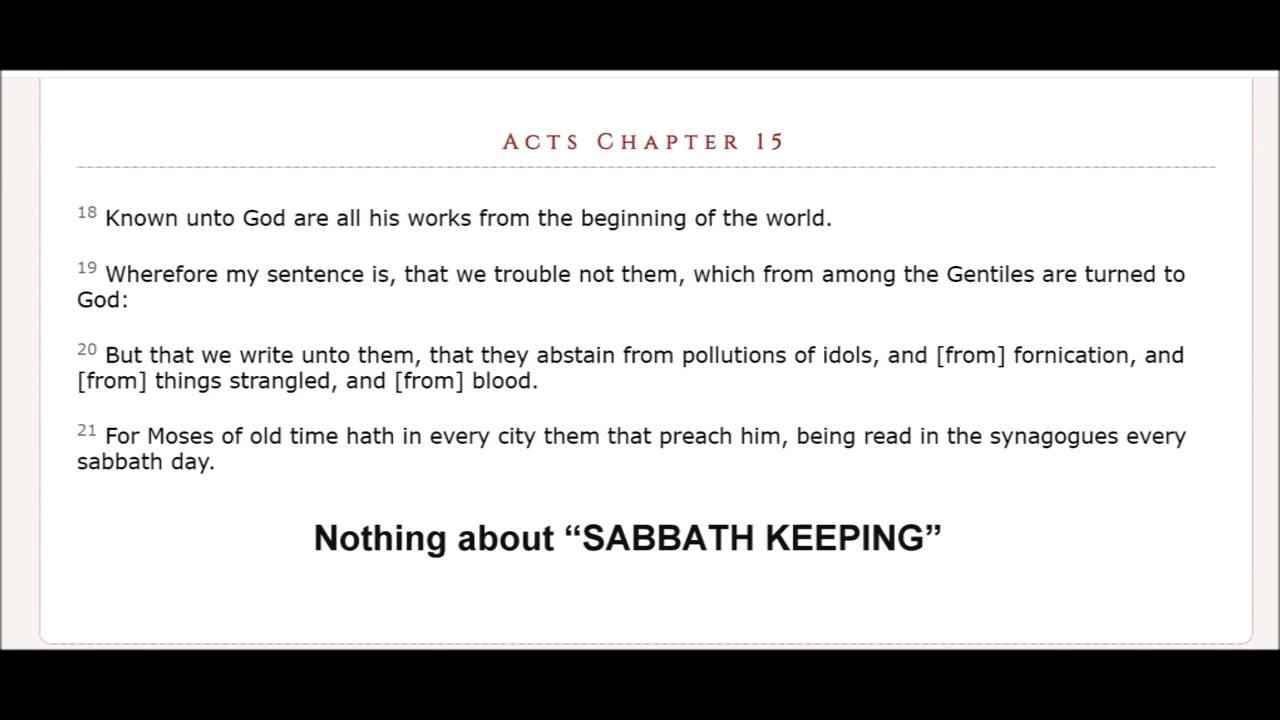 Acts Chapter 15
18 Known unto God are all his works from the beginning of the world.
19 Wherefore my sentence is, that we trouble not them, which from among the Gentiles are turned to
God:
20 But that we write unto them, that they abstain from pollutions of idols, and [from] fornication, and
[from] things strangled, and [from] blood.
21 For Moses of old time hath in every city them that preach him, being read in the synagogues every
sabbath day.
Nothing about “SABBATH KEEPING”